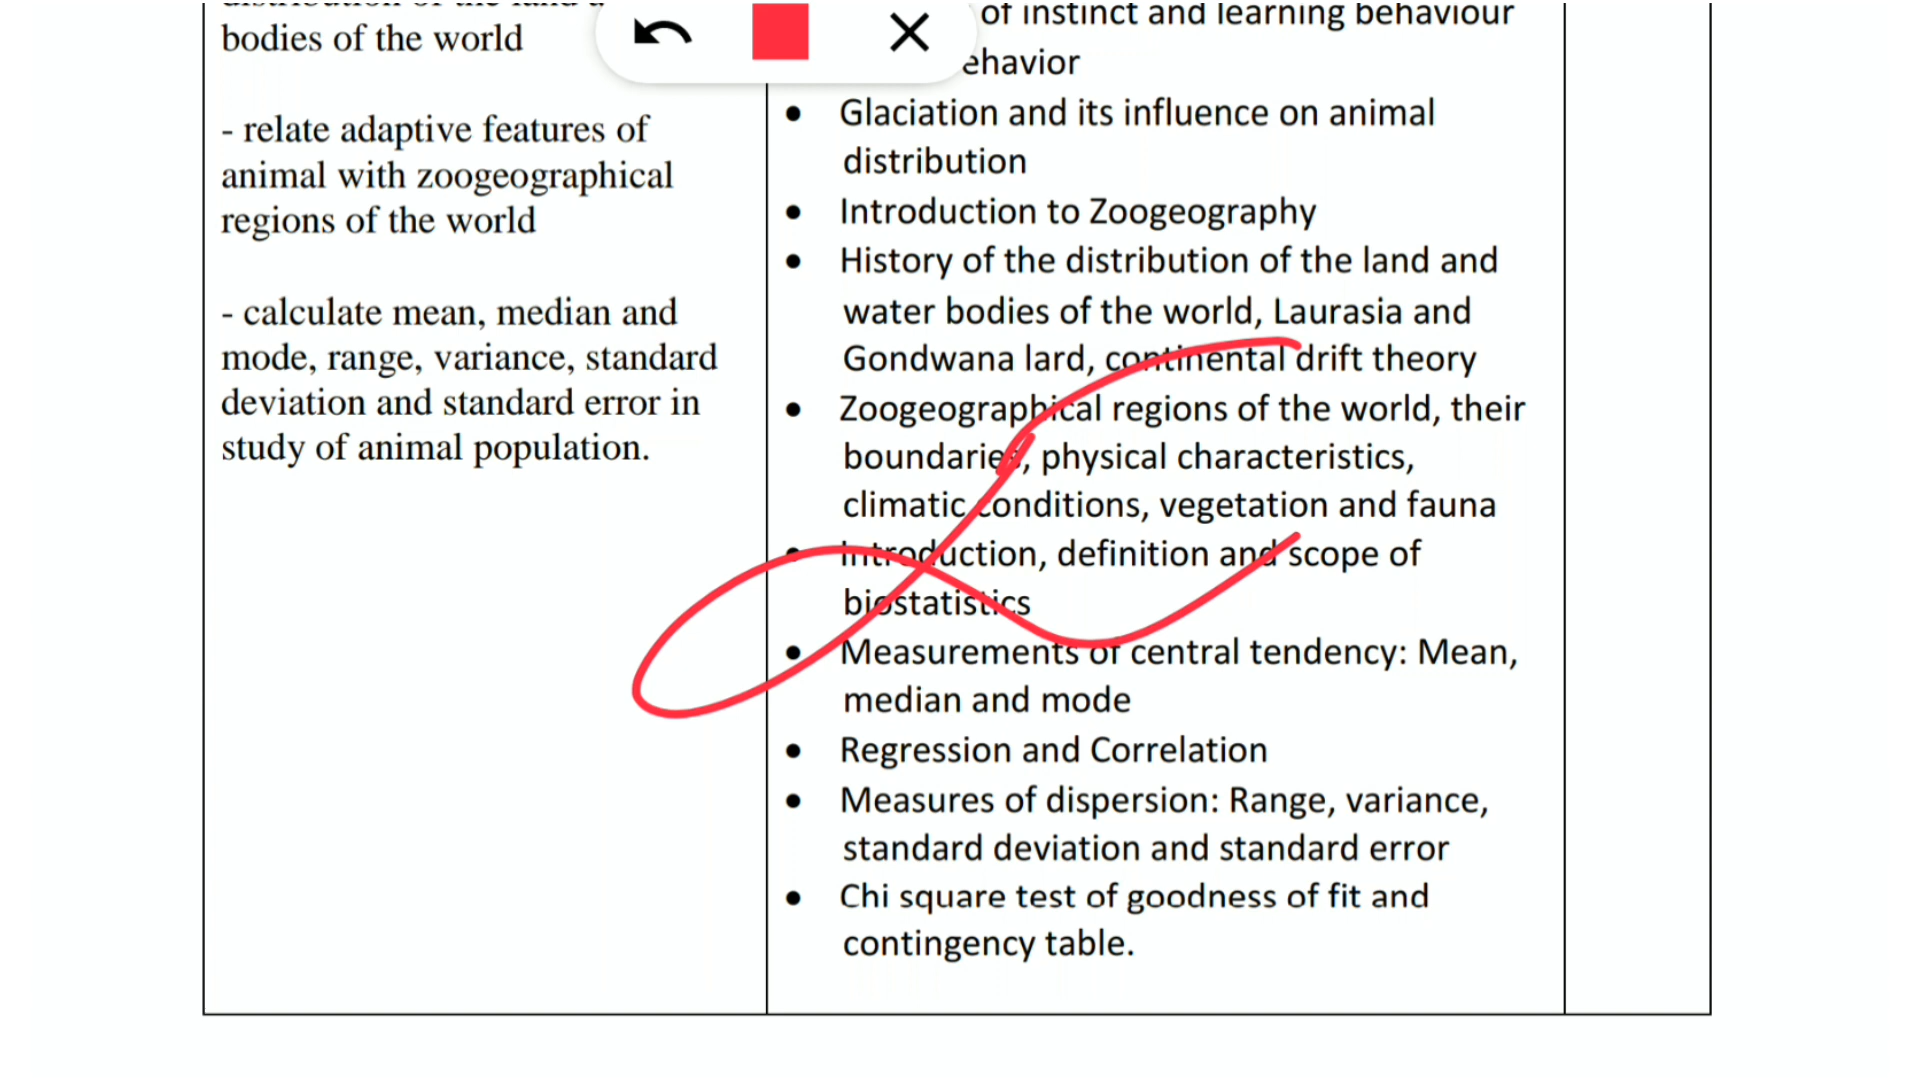 bodies of the world
- relate adaptive features of
animal with zoogeographical
regions of the world
- calculate mean, median and
mode, range, variance, standard
deviation and standard error in
study of animal population.
of instinct and learning behaviour
ehavior
• Glaciation and its influence on animal
distribution
• Introduction to Zoogeography
• History of the distribution of the land and
water bodies of the world, Laurasia and
Gondwana lard, continental drift theory
• Zoogeographical regions of the world, their
boundaries, physical characteristics,
climatic conditions, vegetation and fauna
• Introduction, definition and scope of
biostatistics
• Measurements of central tendency: Mean,
median and mode
• Regression and Correlation
• Measures of dispersion: Range, variance,
standard deviation and standard error
• Chi square test of goodness of fit and
contingency table.